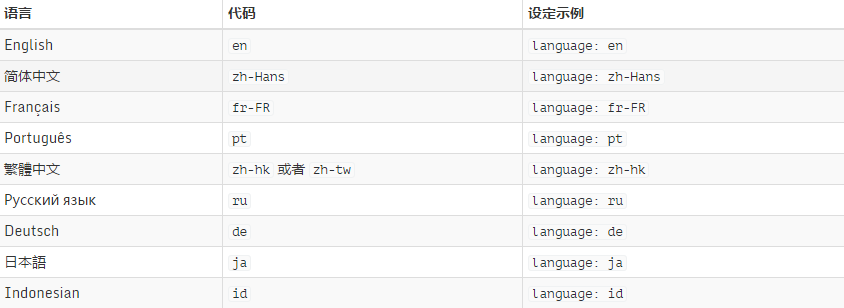 语言 代码 设定示例
English en language: en
简体中文 zh-Hans language: zh-Hans
Français fr-FR language: fr-FR
Português pt language: pt
繁體中文 zh-hk 或者 zh-tw language: zh-hk
Русский язык ru language: ru
Deutsch de language: de
日本語 ja language: ja
Indonesian id language: id